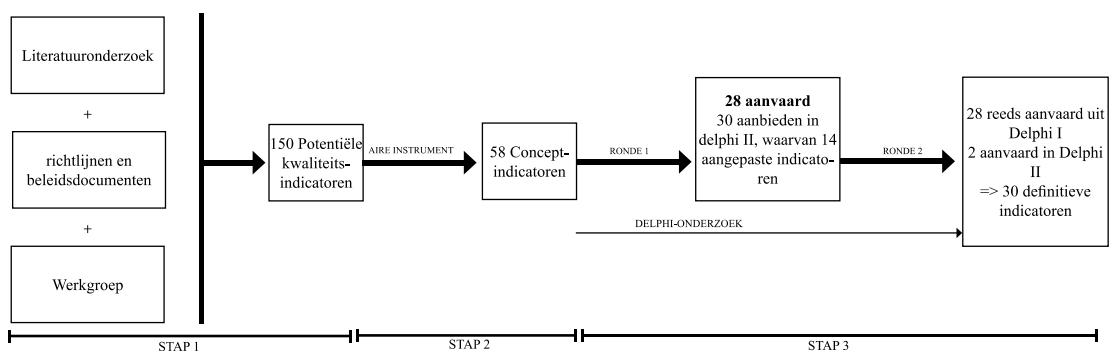 Literatuuronderzoek
+
richtlijnen en
beleidsdocumenten
+
Werkgroep
150 Potentiële
kwaliteits-
indicatoren
AIRE INSTRUMENT
58 Concept-
indicatoren
RONDE 1
28 aanvaard
30 aanbieden in
delphi II, waarvan 14
aangepaste indicato-
ren
RONDE 2
28 reeds aanvaard uit
Delphi I
2 aanvaard in Delphi
II
=> 30 definitieve
indicatoren
DELPHI-ONDERZOEK
STAP 1
STAP 2
STAP 3